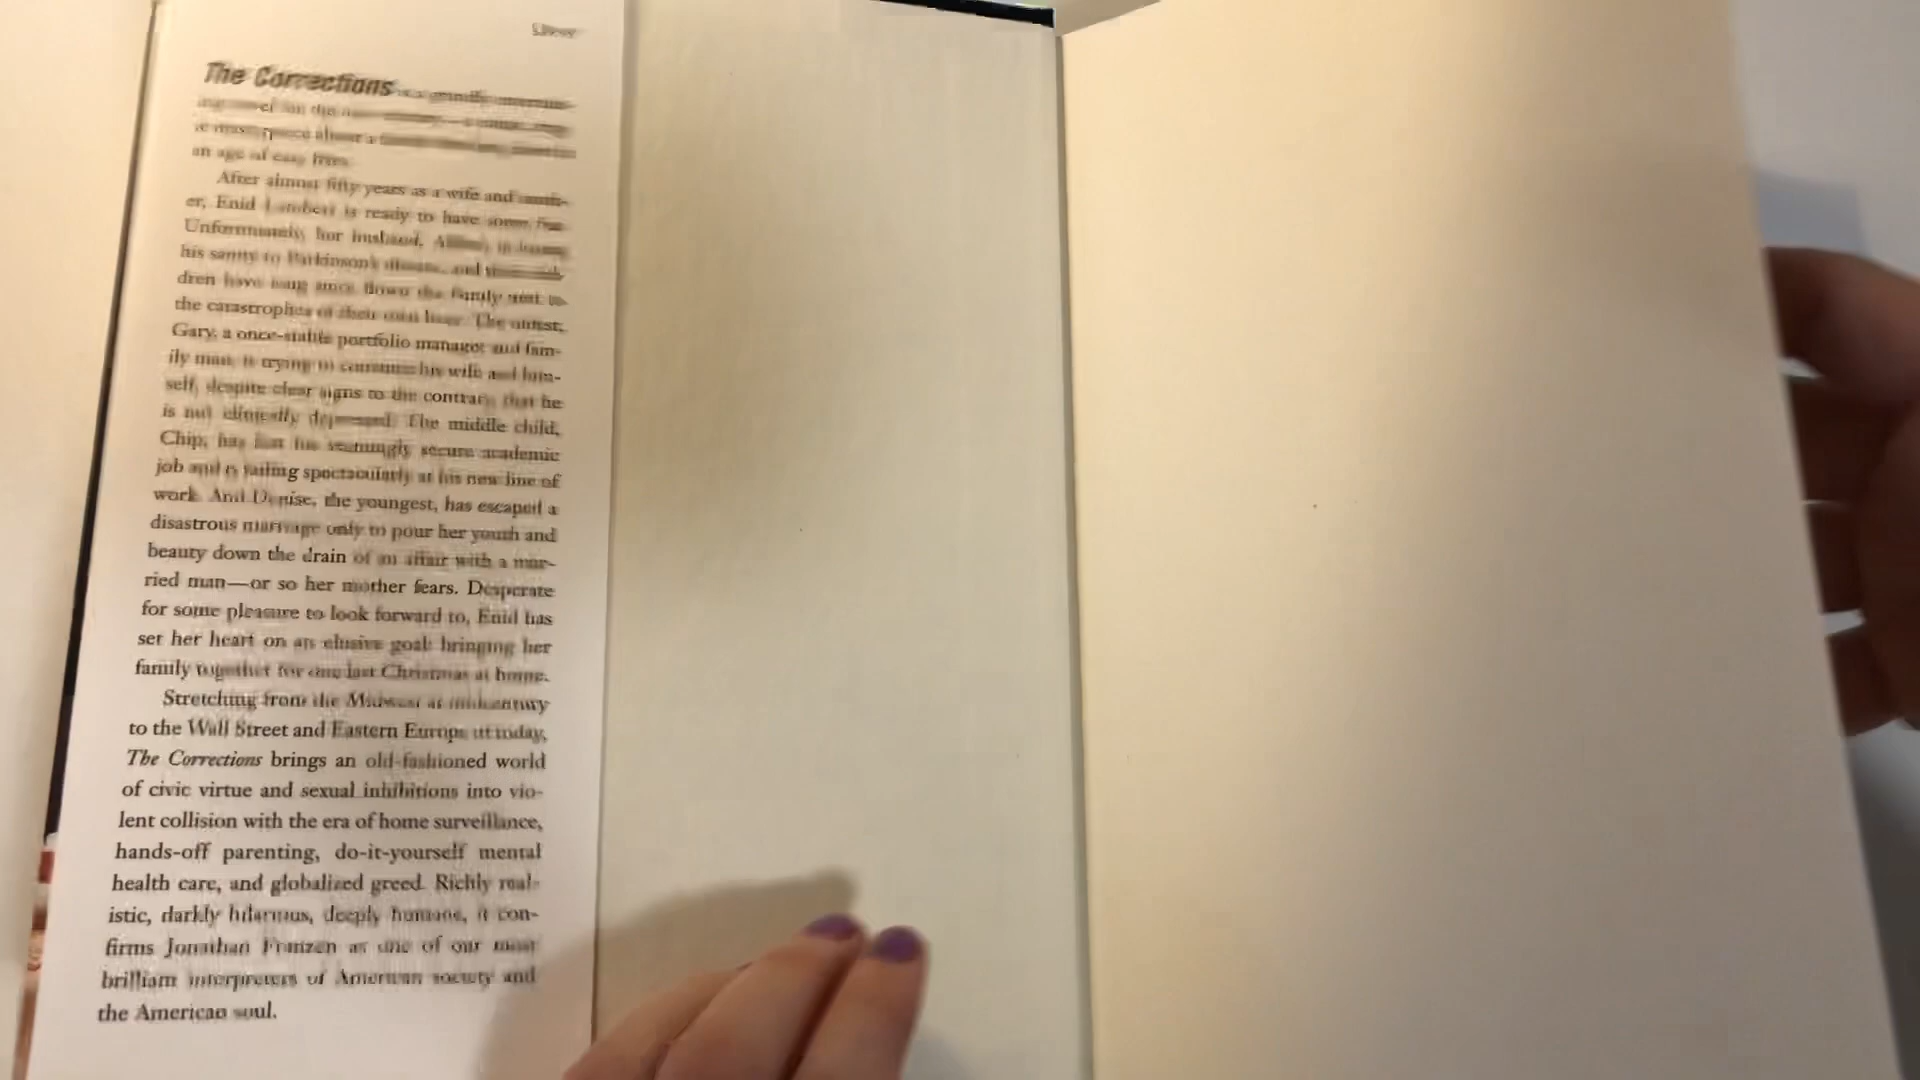 The Corrections is a grandly entertain-
ing novel for the
masterpiece about a
an age of easy fixes.
After almost fifty years as a wife and moth-
er, Enid Lambert is ready to have some fun.
Unfortunately, her husband, Alfred, is losing
his sanity to Parkinson's disease, and
dren have long since flown the family nest to
the catastrophes of their own lives. The oldest,
Gary, a once-stable portfolio manager and fam-
ily man, is trying to convince his wife and him-
self, despite clear signs to the contrary, that he
is not clinically depressed. The middle child,
Chip, has lost his seemingly secure academic
job and is failing spectacularly at his new line of
work. And Denise, the youngest, has escaped a
disastrous marriage only to pour her youth and
beauty down the drain of an affair with a mar-
ried man—or so her mother fears. Desperate
for some pleasure to look forward to, Enid has
set her heart on an elusive goal: bringing her
family together for one last Christmas at home.
Stretching from the Midwest at midcentury
to the Wall Street and Eastern Europe of today,
The Corrections brings an old-fashioned world
of civic virtue and sexual inhibitions into vio-
lent collision with the era of home surveillance,
hands-off parenting, do-it-yourself mental
health care, and globalized greed. Richly real-
istic, darkly hilarious, deeply humane, it con-
firms Jonathan Franzen as one of our most
brilliant interpreters of American society and
the American soul.